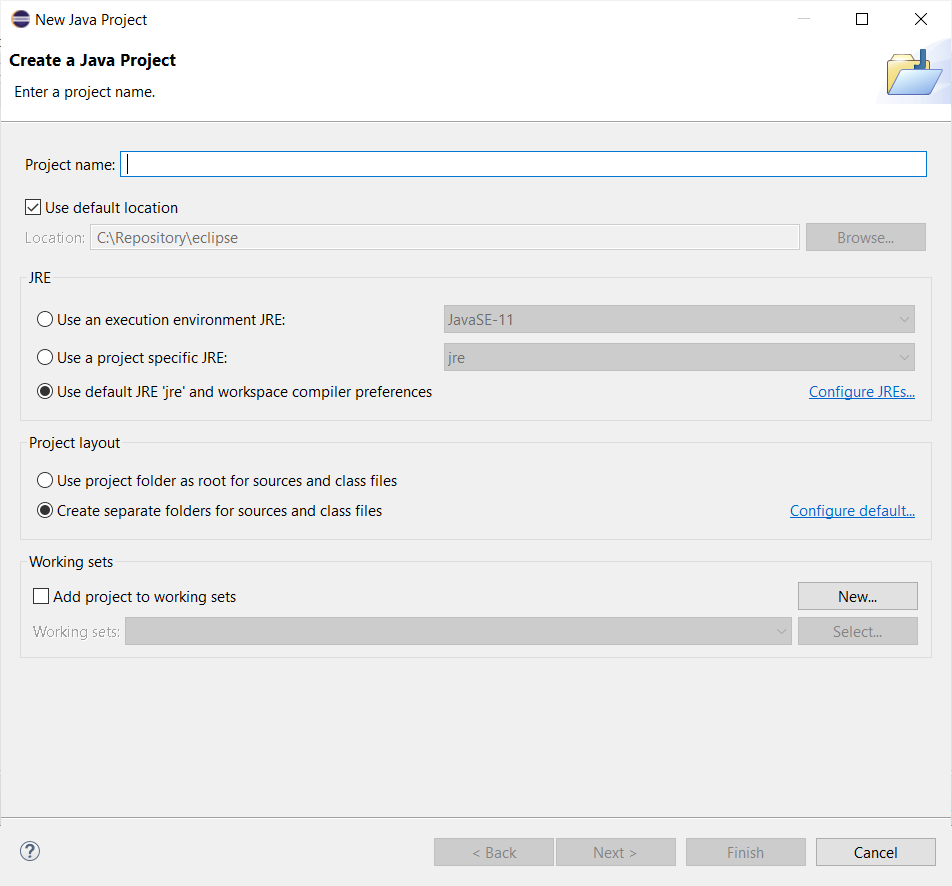 New Java Project
Create a Java Project
Enter a project name.
Project name:
Use default location
Location: C:\Repository\eclipse Browse...
JRE
Use an execution environment JRE: JavaSE-11
Use a project specific JRE: jre
Use default JRE 'jre' and workspace compiler preferences Configure JREs...
Project layout
Use project folder as root for sources and class files
Create separate folders for sources and class files Configure default...
Working sets
Add project to working sets New...
Working sets: Select...
? < Back Next > Finish Cancel